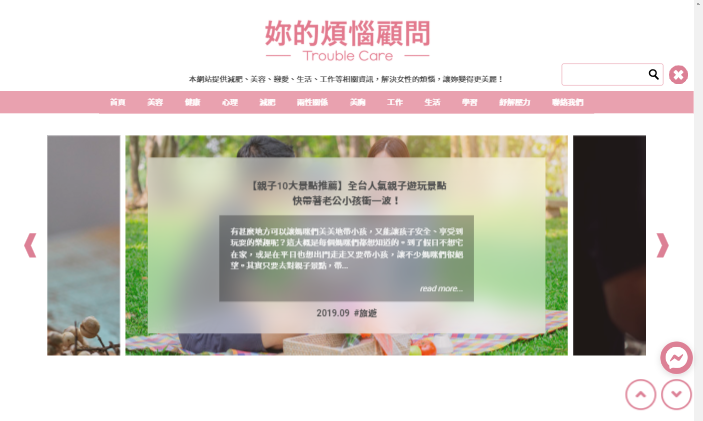 妳的煩惱顧問
Trouble Care
本網站提供減肥、美容、戀愛、生活、工作等相關資訊，解決女性的煩惱，讓妳變得更美麗！
首頁 美容 健康 心理 減肥 兩性關係 美胸 工作 生活 學習 紓解壓力 聯絡我們
【親子10大景點推薦】全台人氣親子遊玩景點
快帶著老公小孩衝一波！
有甚麼地方可以讓媽咪們美美地帶小孩，又能讓孩子安全、享受到
玩耍的樂趣呢？這大概是每個媽咪們都想知道的。到了假日不想宅
在家，或是在平日也想出門走走又要帶小孩，讓不少媽咪們很絕
望。其實只要去對親子景點，帶...
read more...
2019.09 #旅遊